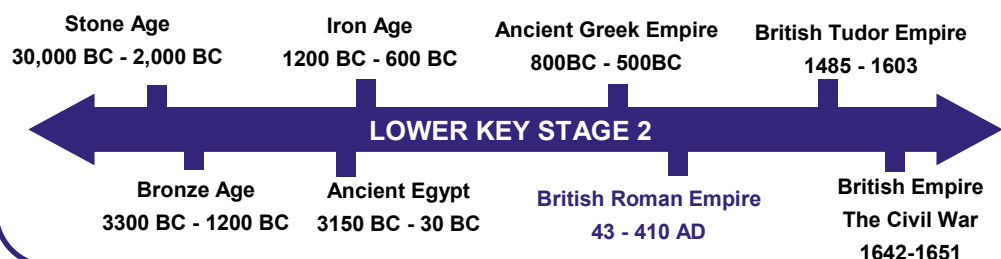 Stone Age
30,000 BC - 2,000 BC
Iron Age
1200 BC - 600 BC
Ancient Greek Empire
800BC - 500BC
British Tudor Empire
1485 - 1603
LOWER KEY STAGE 2
Bronze Age
3300 BC - 1200 BC
Ancient Egypt
3150 BC - 30 BC
British Roman Empire
43 - 410 AD
British Empire
The Civil War
1642-1651